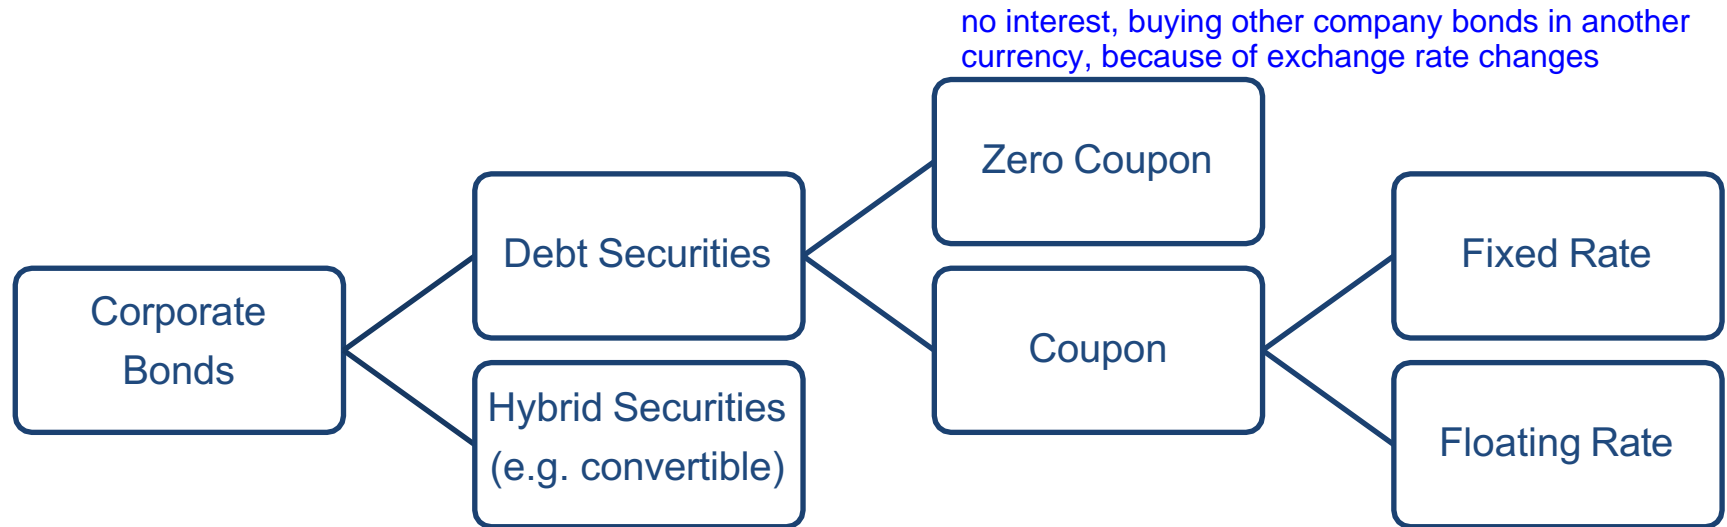 no interest, buying other company bonds in another
currency, because of exchange rate changes
Zero Coupon
Debt Securities
Fixed Rate
Corporate
Bonds
Coupon
Hybrid Securities
(e.g. convertible)
Floating Rate